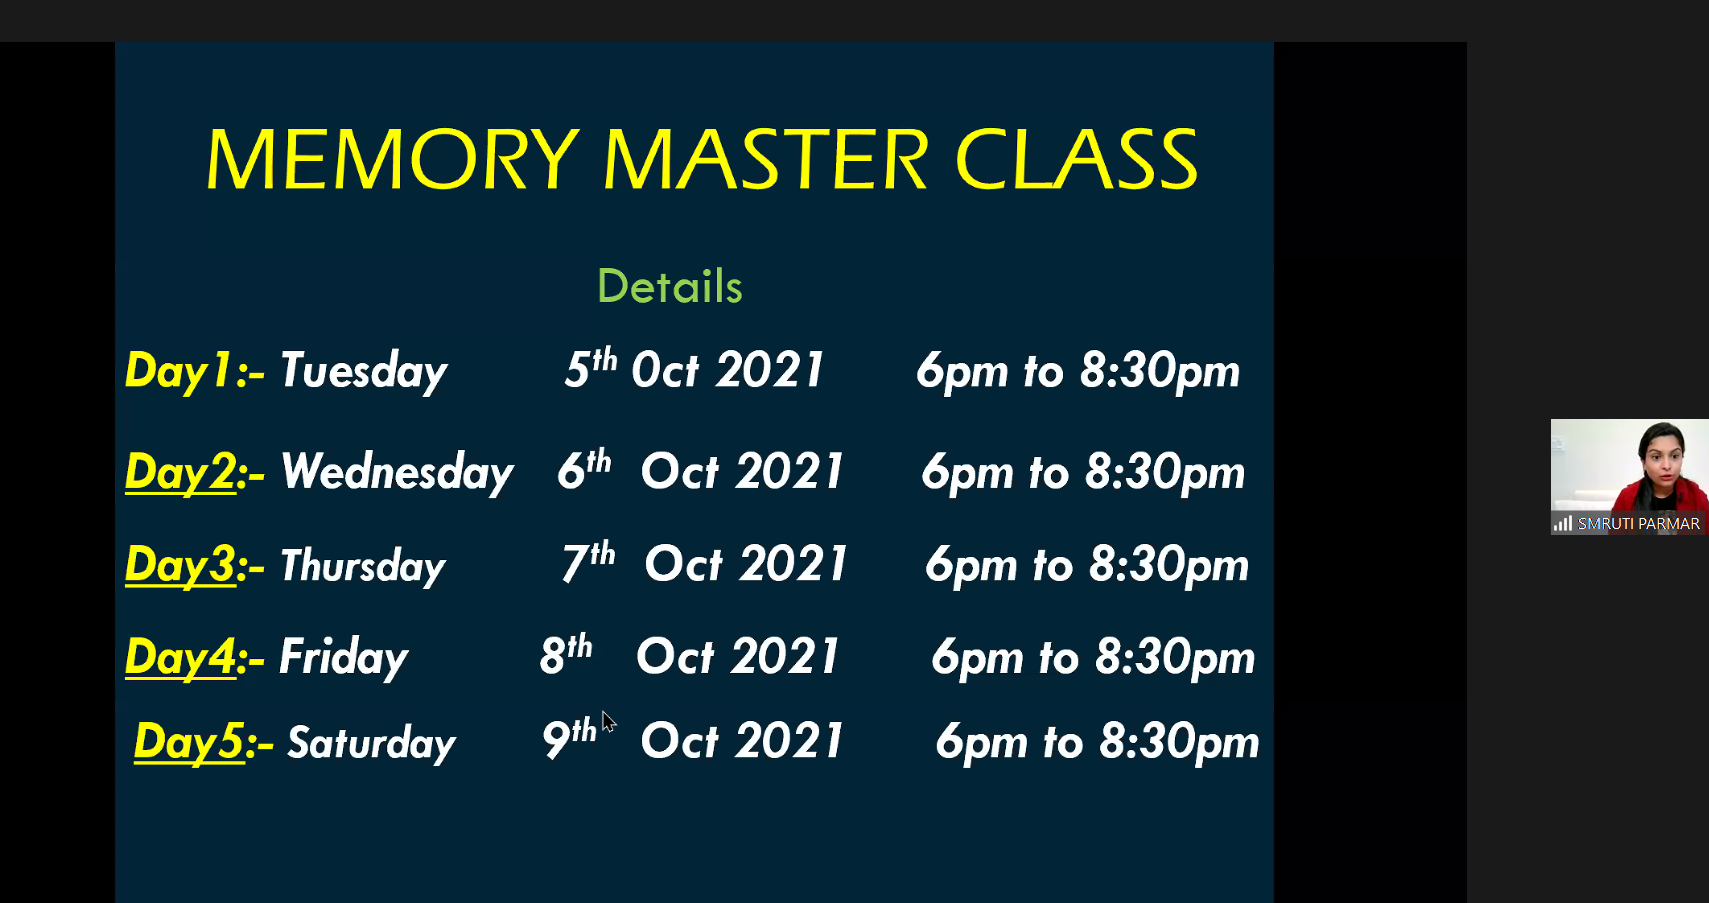 MEMORY MASTER CLASS
Details
Day1:- Tuesday 5th 0ct 2021 6pm to 8:30pm
Day2:- Wednesday 6th Oct 2021 6pm to 8:30pm
Day3:- Thursday 7th Oct 2021 6pm to 8:30pm
Day4:- Friday 8th Oct 2021 6pm to 8:30pm
Day5:- Saturday 9th Oct 2021 6pm to 8:30pm
SMRUTI PARMAR